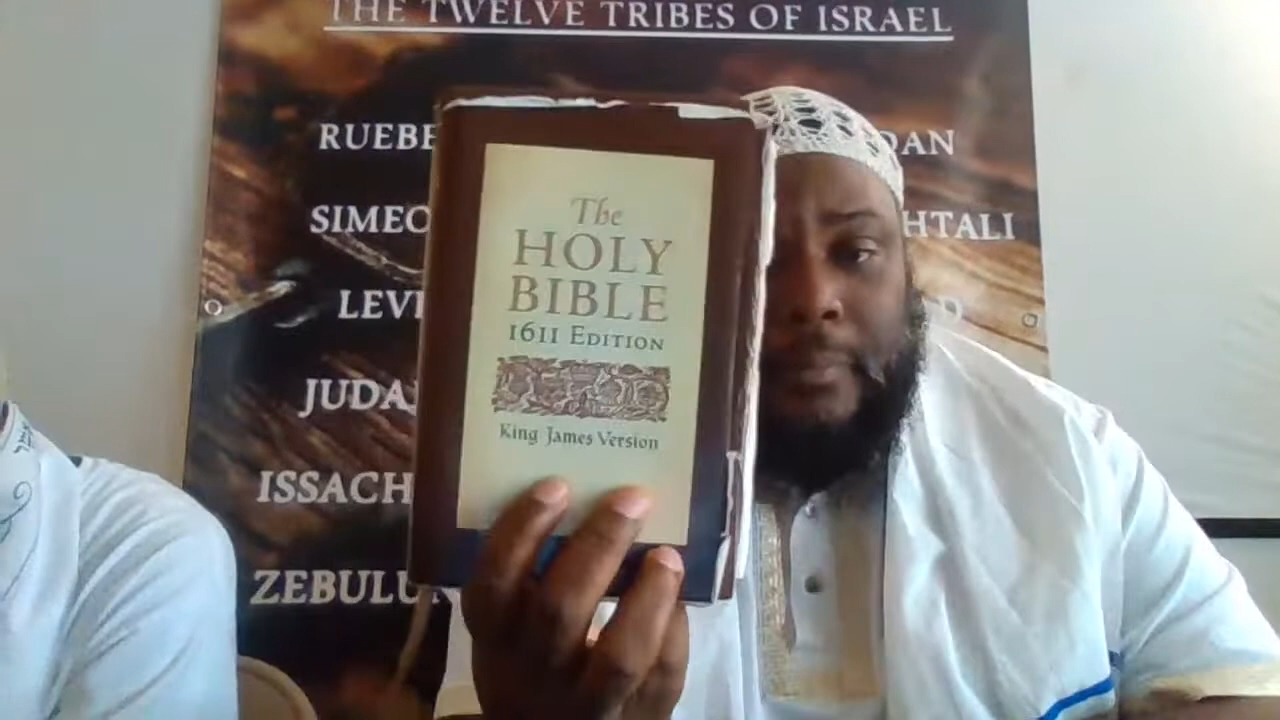 THE TWELVE TRIBES OF ISRAEL
RUEBE
SIMEO
LEVI
JUDA
ISSACH
ZEBULU
The
HOLY
BIBLE
1611 EDITION
King James Version
DAN
HTALI
D